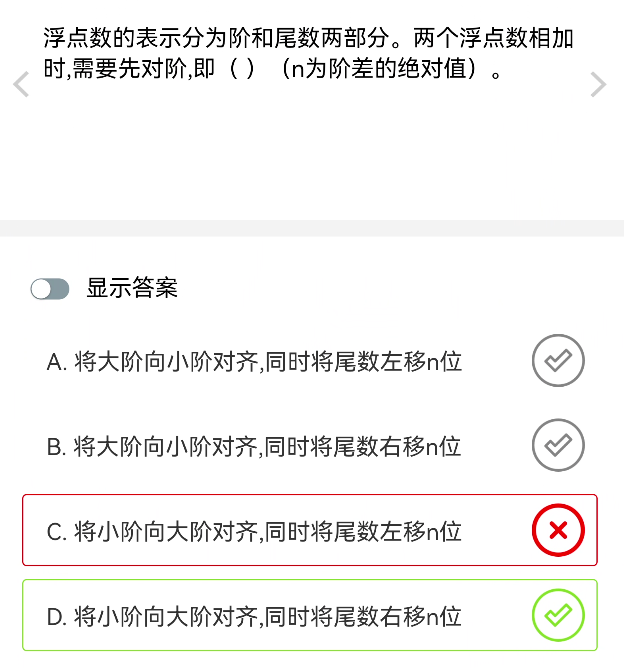 浮点数的表示分为阶和尾数两部分。两个浮点数相加
时,需要先对阶,即（ ）（n为阶差的绝对值）。
显示答案
A. 将大阶向小阶对齐,同时将尾数左移n位
B. 将大阶向小阶对齐,同时将尾数右移n位
C. 将小阶向大阶对齐,同时将尾数左移n位
D. 将小阶向大阶对齐,同时将尾数右移n位